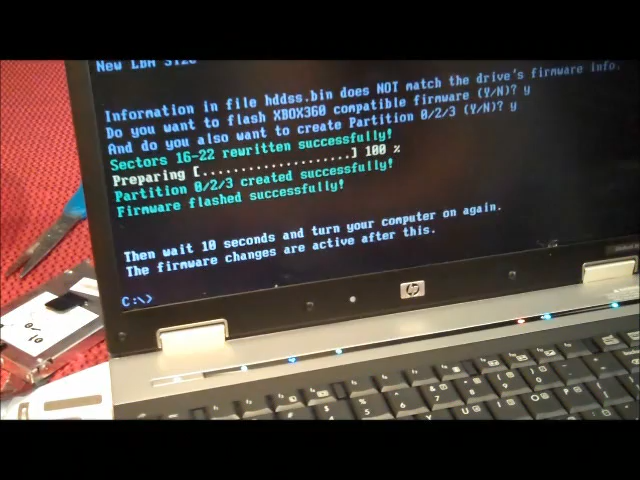 New LBA size
Information in file hddss.bin does NOT match the drive's firmware info.
Do you want to flash XBOX360 compatible firmware (Y/N)? y
And do you also want to create Partition 0/2/3 (Y/N)? y
Sectors 16-22 rewritten successfully!
Preparing [....................] 100 %
Partition 0/2/3 created successfully!
Firmware flashed successfully!
Then wait 10 seconds and turn your computer on again.
The firmware changes are active after this.
C:\>
hp